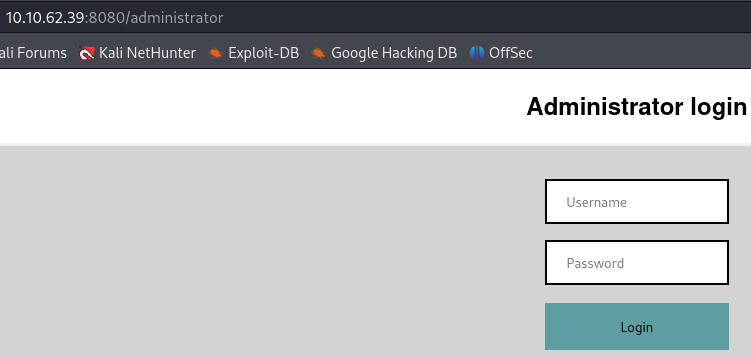 10.10.62.39:8080/administrator
ali Forums Kali NetHunter Exploit-DB Google Hacking DB OffSec
Administrator login
Username
Password
Login